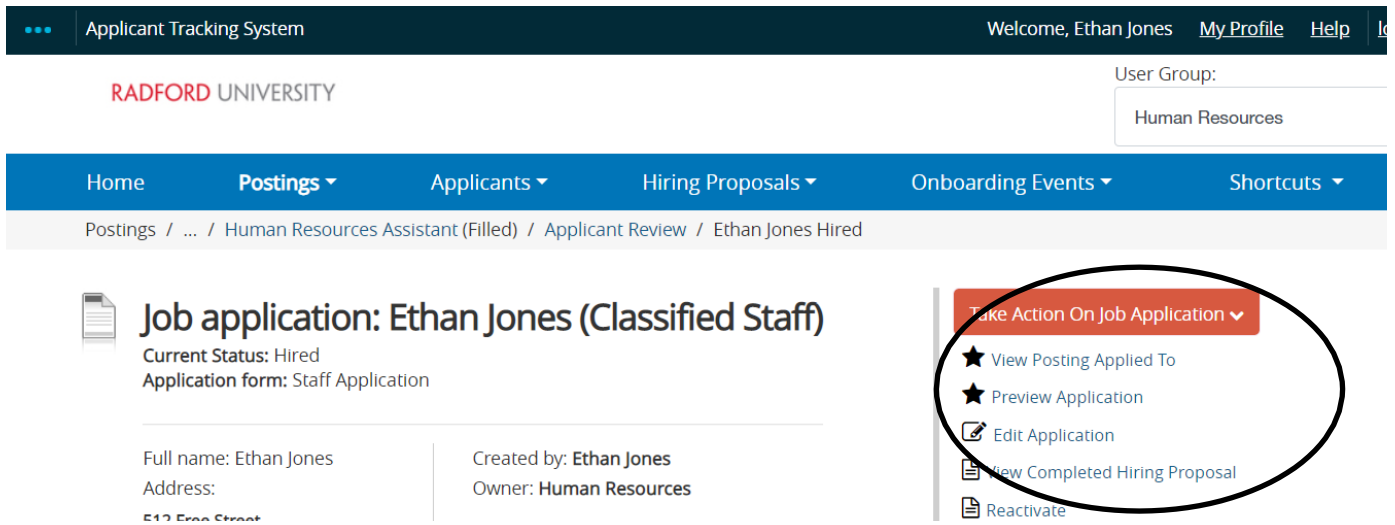 Applicant Tracking System Welcome, Ethan Jones My Profile Help
RADFORD UNIVERSITY
User Group:
Human Resources
Home Postings Applicants Hiring Proposals Onboarding Events Shortcuts
Postings / ... / Human Resources Assistant (Filled) / Applicant Review / Ethan Jones Hired
Job application: Ethan Jones (Classified Staff)
Current Status: Hired
Application form: Staff Application
Full name: Ethan Jones
Address:
512 Free Street
Created by: Ethan Jones
Owner: Human Resources
Take Action On Job Application
View Posting Applied To
Preview Application
Edit Application
View Completed Hiring Proposal
Reactivate